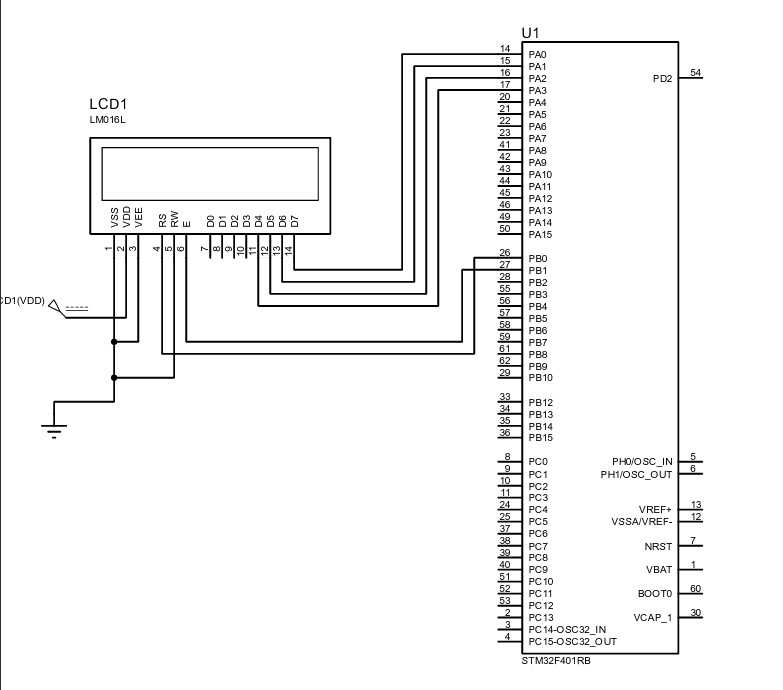 U1
14 PA0
15 PA1
16 PA2
PD2 54
17 PA3
20 PA4
LCD1
21 PA5
LM016L
22 PA6
23 PA7
41 PA8
42 PA9
43 PA10
44 PA11
45 PA12
46 PA13
49 PA14
50 PA15
VSS VDD VEE RS RW E D0 D1 D2 D3 D4 D5 D6 D7
1 2 3 4 5 6 7 8 9 10 11 12 13 14
26 PB0
27 PB1
28 PB2
55 PB3
CD1(VDD)
56 PB4
57 PB5
58 PB6
59 PB7
61 PB8
62 PB9
29 PB10
33 PB12
34 PB13
35 PB14
36 PB15
8 PC0 PH0/OSC_IN 5
9 PC1 PH1/OSC_OUT 6
10 PC2
11 PC3
24 PC4 VREF+ 13
25 PC5 VSSA/VREF- 12
37 PC6
38 PC7 NRST 7
39 PC8
40 PC9 VBAT 1
51 PC10
52 PC11 BOOT0 60
53 PC12
2 PC13 VCAP_1 30
3 PC14-OSC32_IN
4 PC15-OSC32_OUT
STM32F401RB